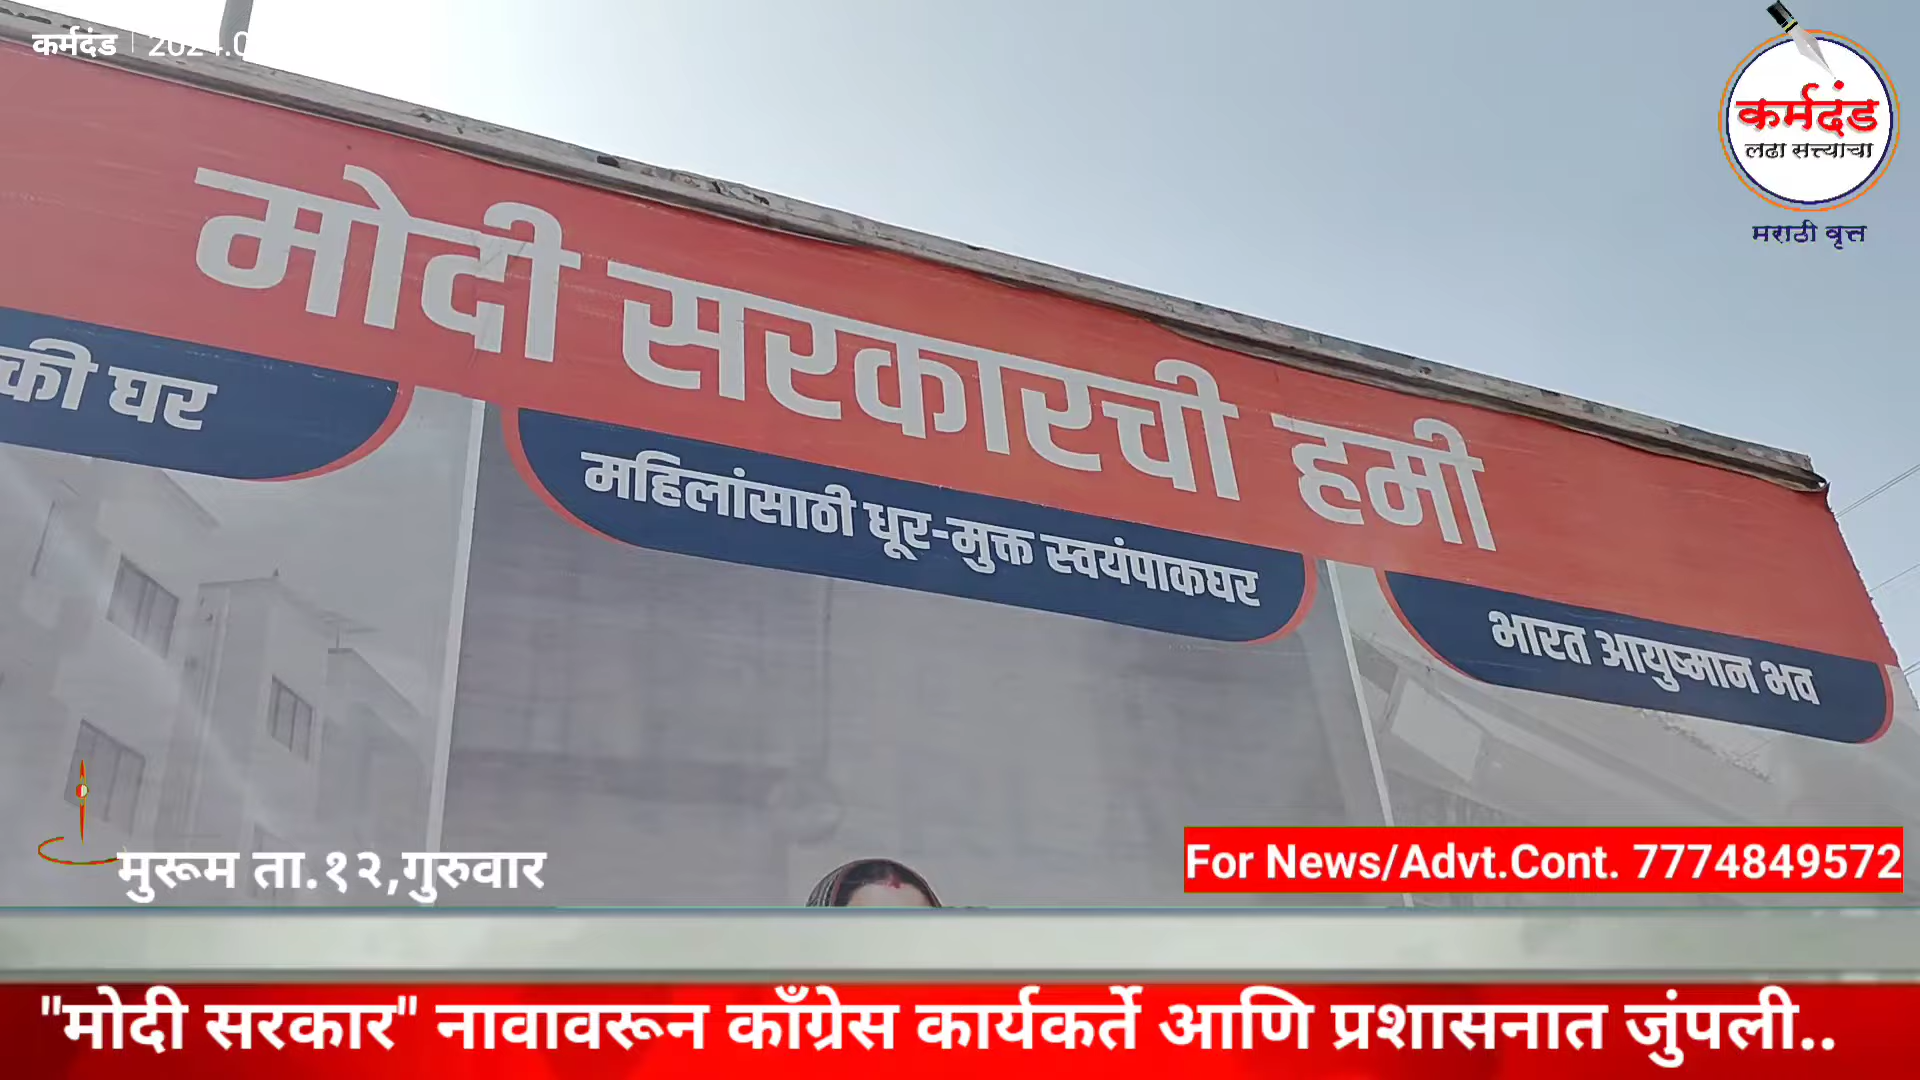 कर्मदंड
कर्मदंड
लढा सत्त्याचा
मराठी वृत्त
मोदी सरकारची हमी
घर
महिलांसाठी धूर-मुक्त स्वयंपाकघर
भारत आयुष्मान भव
मुरूम ता.१२,गुरुवार
For News/Advt.Cont. 7774849572
"मोदी सरकार" नावावरून काँग्रेस कार्यकर्ते आणि प्रशासनात जुंपली..